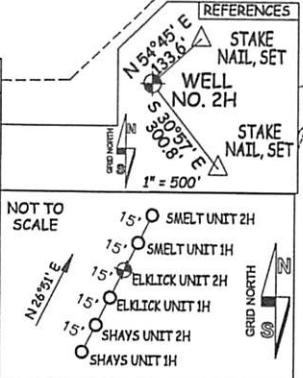 REFERENCES
N 54°45' E
133.6'
STAKE
NAIL, SET
WELL
NO. 2H
S 30°57' E
300.8'
STAKE
NAIL, SET
GRID NORTH
N
S
1" = 500'
NOT TO
SCALE
N 26°51' E
15'
SMELT UNIT 2H
15'
SMELT UNIT 1H
15'
ELKLICK UNIT 2H
15'
ELKLICK UNIT 1H
15'
SHAYS UNIT 2H
SHAYS UNIT 1H
GRID NORTH
N
S